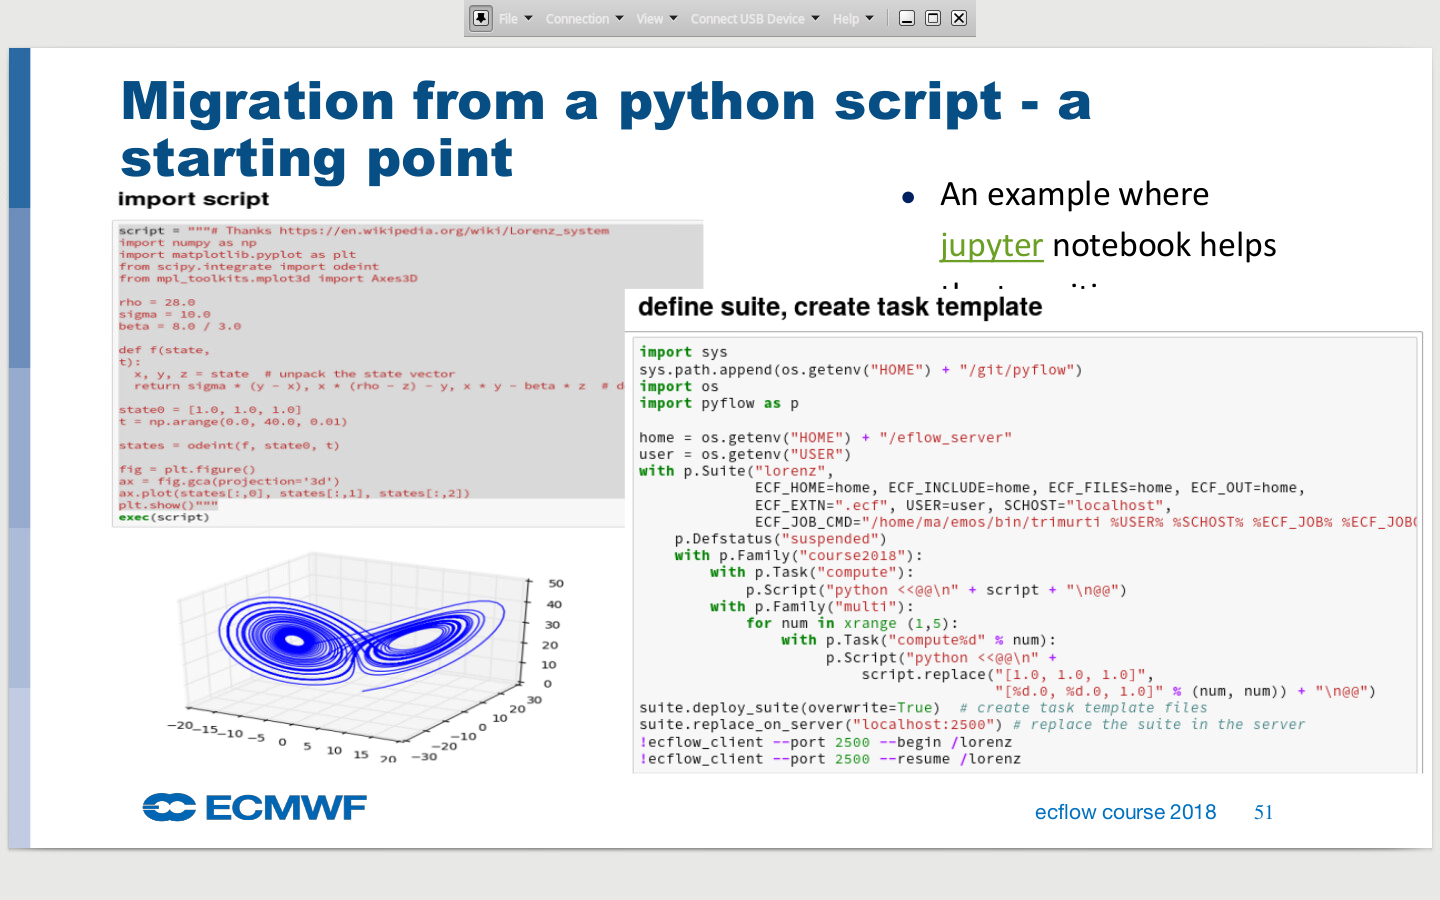 File Connection View Connect USB Device Help
Migration from a python script - a
starting point
import script
script = """# Thanks https://en.wikipedia.org/wiki/Lorenz_system
import numpy as np
import matplotlib.pyplot as plt
from scipy.integrate import odeint
from mpl_toolkits.mplot3d import Axes3D
rho = 28.0
sigma = 10.0
beta = 8.0 / 3.0
def f(state,
t):
x, y, z = state  # unpack the state vector
return sigma * (y - x), x * (rho - z) - y, x * y - beta * z  # d
state0 = [1.0, 1.0, 1.0]
t = np.arange(0.0, 40.0, 0.01)
states = odeint(f, state0, t)
fig = plt.figure()
ax = fig.gca(projection='3d')
ax.plot(states[:,0], states[:,1], states[:,2])
plt.show()"""
exec(script)
50
40
30
20
10
0
−20 −15 −10 −5 0 5 10 15 20
−30 −20 −10 0 10 20 30
• An example where
jupyter notebook helps
define suite, create task template
import sys
sys.path.append(os.getenv("HOME") + "/git/pyflow")
import os
import pyflow as p
home = os.getenv("HOME") + "/eflow_server"
user = os.getenv("USER")
with p.Suite("lorenz",
ECF_HOME=home, ECF_INCLUDE=home, ECF_FILES=home, ECF_OUT=home,
ECF_EXTN=".ecf", USER=user, SCHOST="localhost",
ECF_JOB_CMD="/home/ma/emos/bin/trimurti %USER% %SCHOST% %ECF_JOB% %ECF_JOB
p.Defstatus("suspended")
with p.Family("course2018"):
with p.Task("compute"):
p.Script("python <<@@\n" + script + "\n@@")
with p.Family("multi"):
for num in xrange (1,5):
with p.Task("compute%d" % num):
p.Script("python <<@@\n" +
script.replace("[1.0, 1.0, 1.0]",
"[%d.0, %d.0, 1.0]" % (num, num)) + "\n@@")
suite.deploy_suite(overwrite=True)  # create task template files
suite.replace_on_server("localhost:2500") # replace the suite in the server
!ecflow_client --port 2500 --begin /lorenz
!ecflow_client --port 2500 --resume /lorenz
ECMWF
ecflow course 2018 51